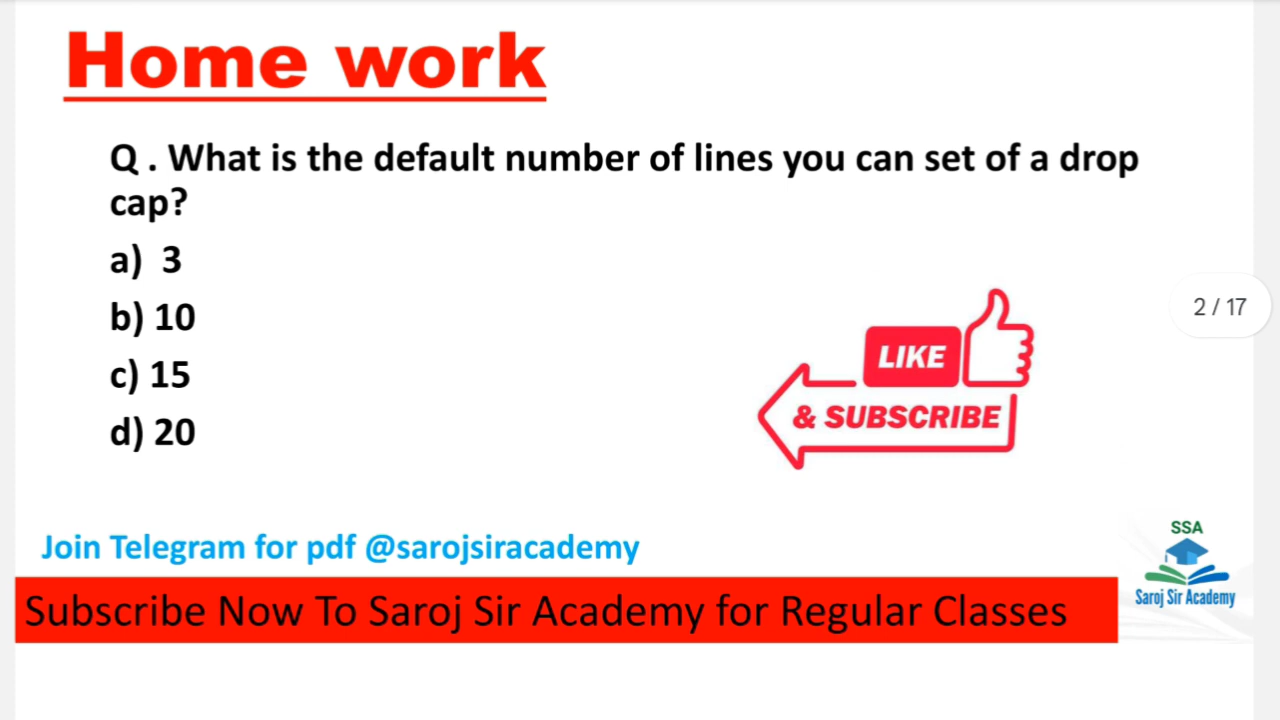 Home work
Q . What is the default number of lines you can set of a drop
cap?
a) 3
b) 10
c) 15
d) 20
2 / 17
LIKE
& SUBSCRIBE
Join Telegram for pdf @sarojsiracademy
SSA
Saroj Sir Academy
Subscribe Now To Saroj Sir Academy for Regular Classes